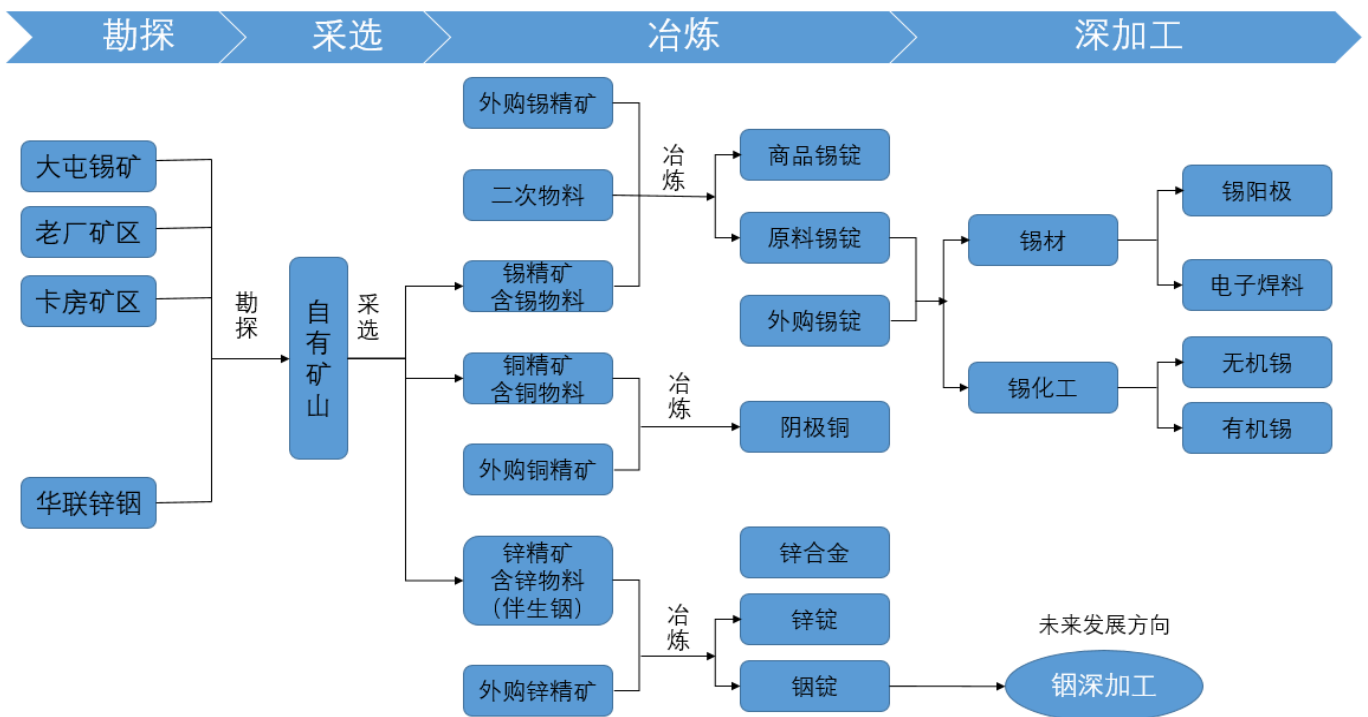 勘探
采选
冶炼
深加工
大屯锡矿
老厂矿区
卡房矿区
华联锌铟
勘
探
自
有
矿
山
采
选
外购锡精矿
二次物料
锡精矿
含锡物料
铜精矿
含铜物料
外购铜精矿
锌精矿
含锌物料
（伴生铟）
外购锌精矿
冶
炼
冶
炼
冶
炼
商品锡锭
原料锡锭
外购锡锭
阴极铜
锌合金
锌锭
铟锭
锡材
锡化工
锡阳极
电子焊料
无机锡
有机锡
未来发展方向
铟深加工